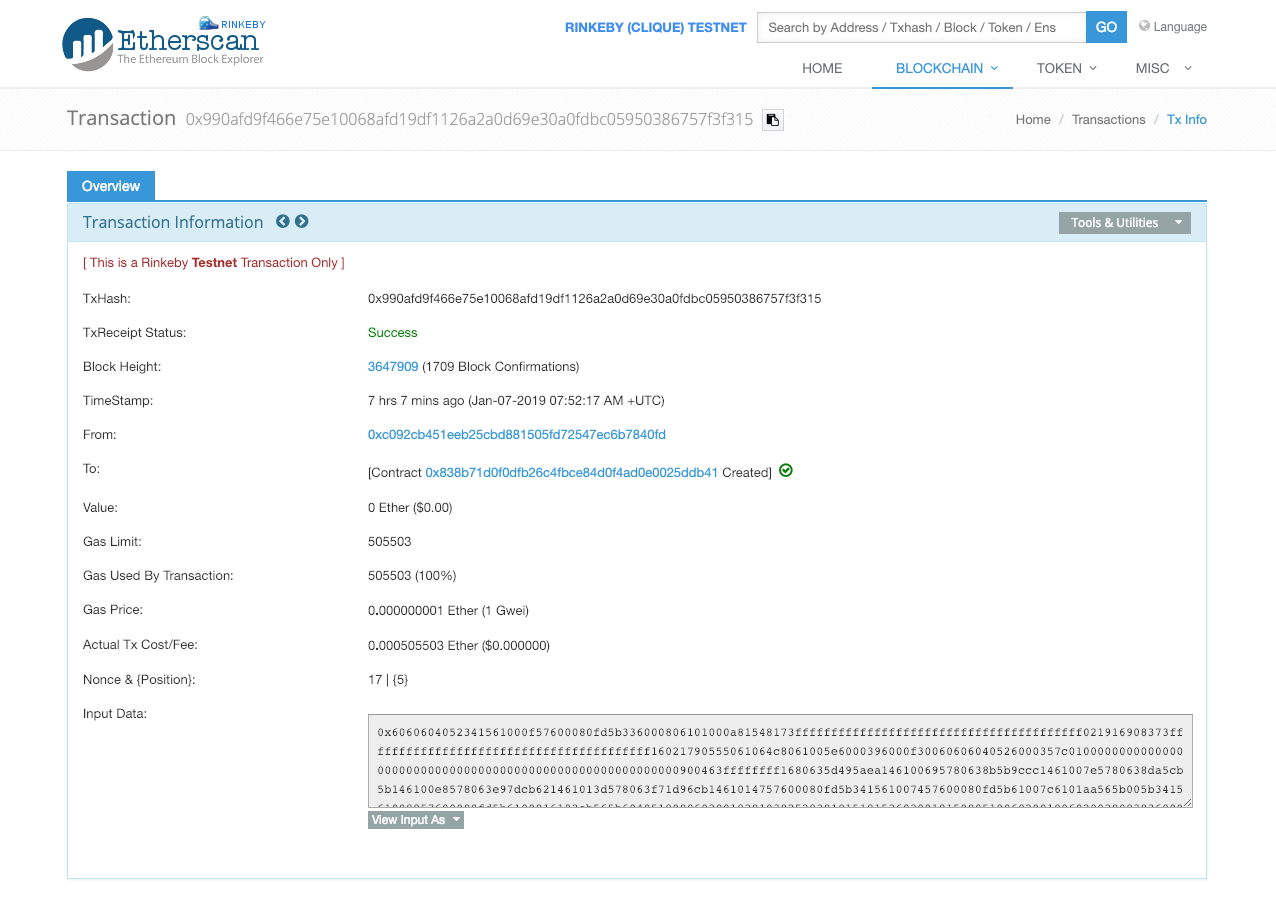 RINKEBY
Etherscan
The Ethereum Block Explorer
RINKEBY (CLIQUE) TESTNET
Search by Address / Txhash / Block / Token / Ens
GO
Language
HOME
BLOCKCHAIN
TOKEN
MISC
Transaction 0x990afd9f466e75e10068afd19df1126a2a0d69e30a0fdbc05950386757f3f315
Home / Transactions / Tx Info
Overview
Transaction Information
Tools & Utilities
[ This is a Rinkeby Testnet Transaction Only ]
TxHash: 0x990afd9f466e75e10068afd19df1126a2a0d69e30a0fdbc05950386757f3f315
TxReceipt Status: Success
Block Height: 3647909 (1709 Block Confirmations)
TimeStamp: 7 hrs 7 mins ago (Jan-07-2019 07:52:17 AM +UTC)
From: 0xc092cb451eeb25cbd881505fd72547ec6b7840fd
To: [Contract 0x838b71d0f0dfb26c4fbce84d0f4ad0e0025ddb41 Created]
Value: 0 Ether ($0.00)
Gas Limit: 505503
Gas Used By Transaction: 505503 (100%)
Gas Price: 0.000000001 Ether (1 Gwei)
Actual Tx Cost/Fee: 0.000505503 Ether ($0.000000)
Nonce & {Position}: 17 | {5}
Input Data:
0x6060604052341561000f57600080fd5b336000806101000a81548173ffffffffffffffffffffffffffffffffffffffff021916908373ff
ffffffffffffffffffffffffffffffffffffff16021790555061064c8061005e6000396000f30060606040526000357c0100000000000000
000000000000000000000000000000000000000000900463ffffffff1680635d495aea146100695780638b5b9ccc1461007e5780638da5cb
5b146100e8578063e97dcb621461013d578063f71d96cb1461014757600080fd5b341561007457600080fd5b61007c6101aa565b005b3415
View Input As